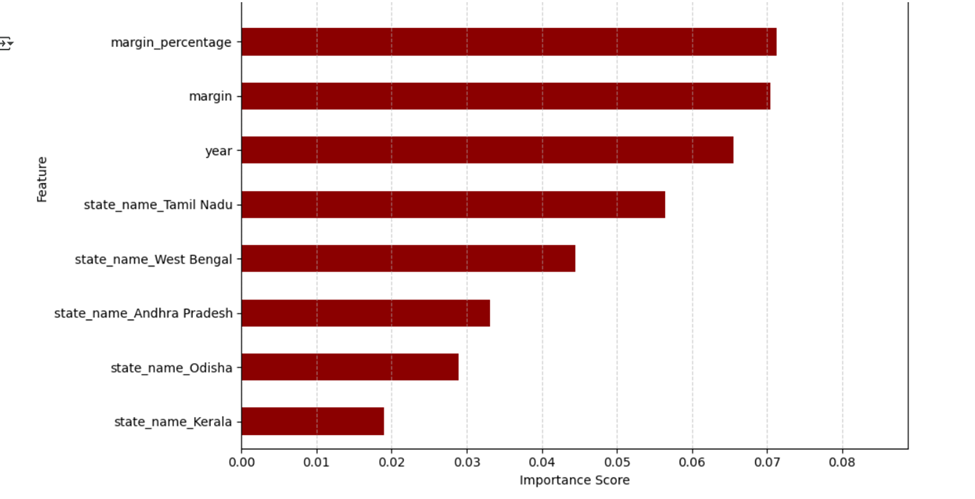 margin_percentage
margin
year
state_name_Tamil Nadu
state_name_West Bengal
state_name_Andhra Pradesh
state_name_Odisha
state_name_Kerala
Feature
0.00 0.01 0.02 0.03 0.04 0.05 0.06 0.07 0.08
Importance Score